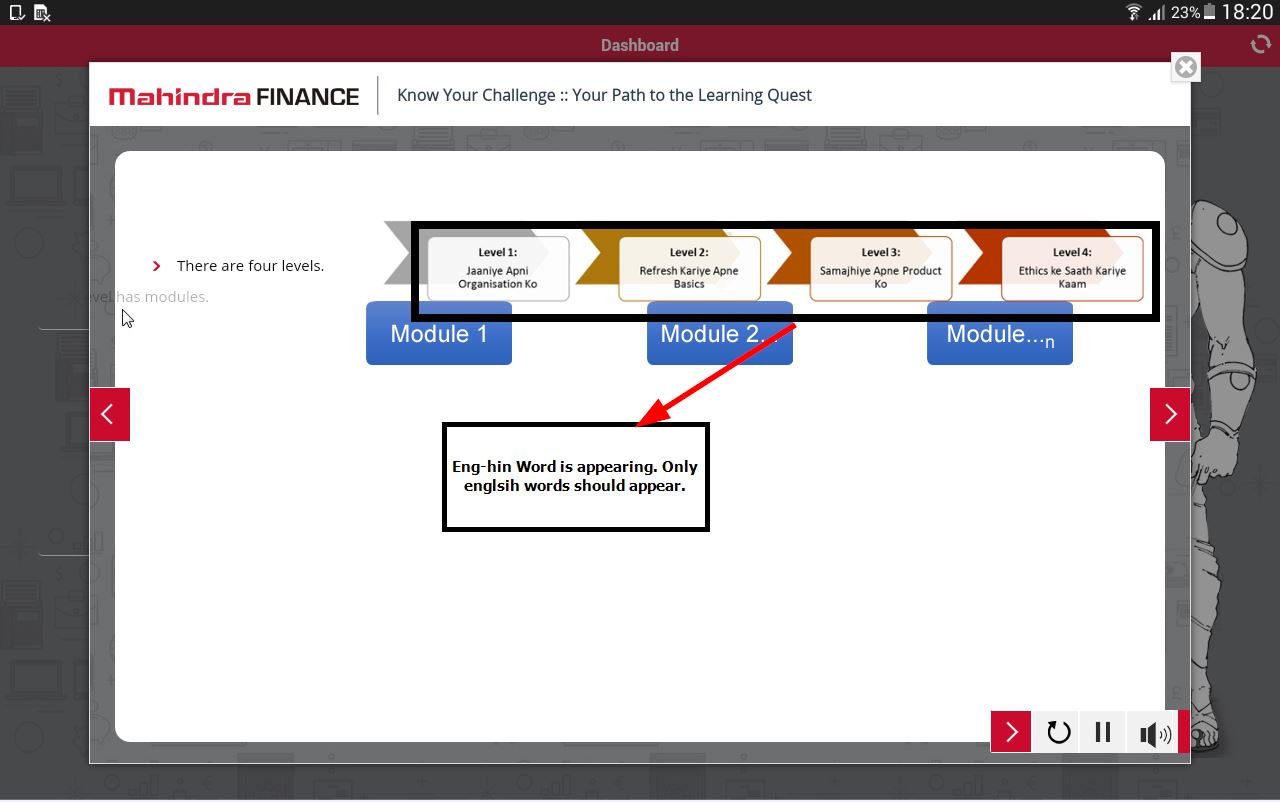 23% 18:20
Dashboard
Mahindra FINANCE
Know Your Challenge :: Your Path to the Learning Quest
There are four levels.
evel has modules.
Level 1:
Jaaniye Apni
Organisation Ko
Level 2:
Refresh Kariye Apne
Basics
Level 3:
Samajhiye Apne Product
Ko
Level 4:
Ethics ke Saath Kariye
Kaam
Module 1
Module 2...
Module...n
Eng-hin Word is appearing. Only
englsih words should appear.